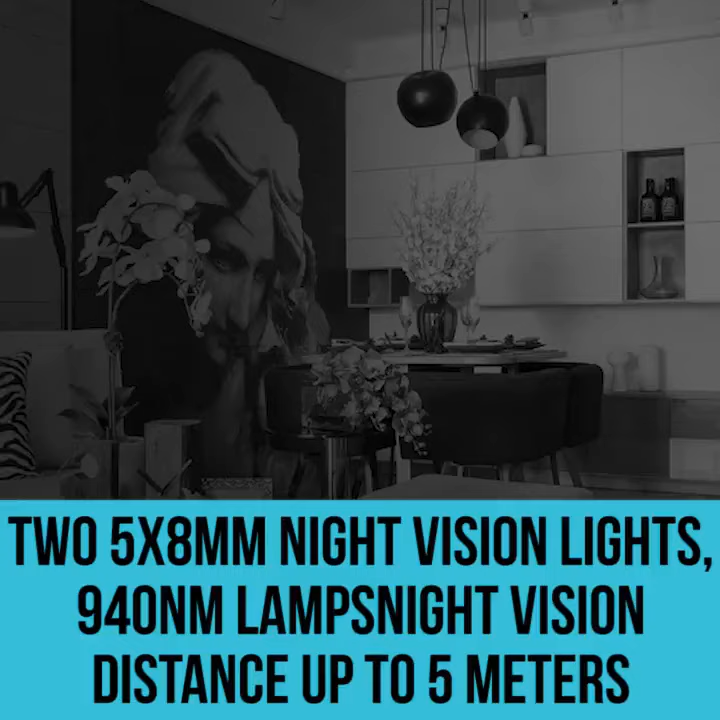 TWO 5X8MM NIGHT VISION LIGHTS,
940NM LAMPSNIGHT VISION
DISTANCE UP TO 5 METERS